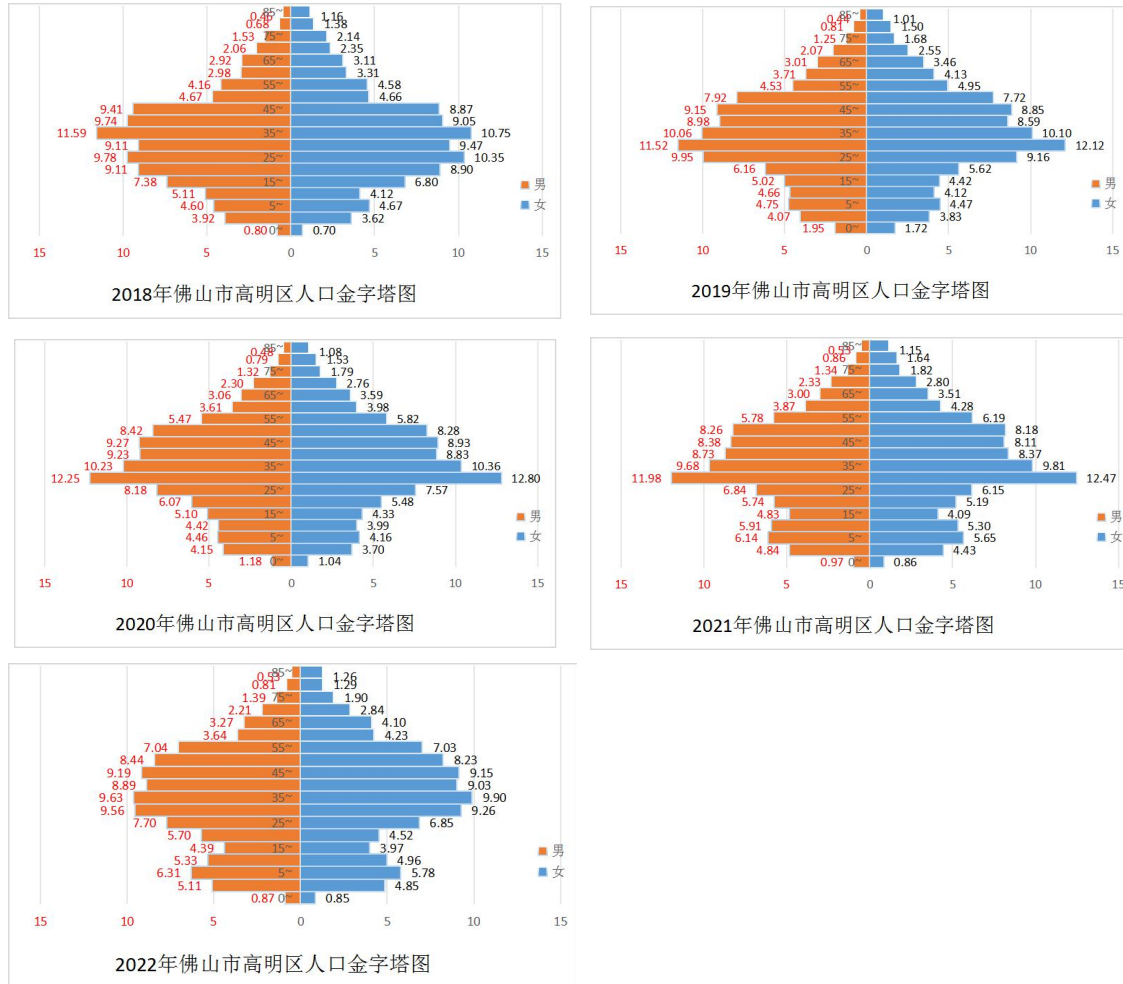 0.46 85~ 1.16
0.68 1.38
1.53 75~ 2.14
2.06 2.35
2.92 65~ 3.11
2.98 3.31
4.16 55~ 4.58
4.67 4.66
9.41 45~ 8.87
9.74 9.05
11.59 35~ 10.75
9.11 9.47
9.78 25~ 10.35
9.11 8.90
7.38 15~ 6.80
5.11 4.12
4.60 5~ 4.67
3.92 3.62
0.80 0~ 0.70
男
女
15 10 5 0 5 10 15
2018年佛山市高明区人口金字塔图
0.44 85~ 1.01
0.81 1.50
1.25 75~ 1.68
2.07 2.55
3.01 65~ 3.46
3.71 4.13
4.53 55~ 4.95
7.92 7.72
9.15 45~ 8.85
8.98 8.59
10.06 35~ 10.10
11.52 12.12
9.95 25~ 9.16
6.16 5.62
5.02 15~ 4.42
4.66 4.12
4.75 5~ 4.47
4.07 3.83
1.95 0~ 1.72
男
女
15 10 5 0 5 10 15
2019年佛山市高明区人口金字塔图
0.48 85~ 1.08
0.79 1.53
1.32 75~ 1.79
2.30 2.76
3.06 65~ 3.59
3.61 3.98
5.47 55~ 5.82
8.42 8.28
9.27 45~ 8.93
9.23 8.83
10.23 35~ 10.36
12.25 12.80
8.18 25~ 7.57
6.07 5.48
5.10 15~ 4.33
4.42 3.99
4.46 5~ 4.16
4.15 3.70
1.18 0~ 1.04
男
女
15 10 5 0 5 10 15
2020年佛山市高明区人口金字塔图
0.53 85~ 1.15
0.86 1.64
1.34 75~ 1.82
2.33 2.80
3.00 65~ 3.51
3.87 4.28
5.78 55~ 6.19
8.26 8.18
8.38 45~ 8.11
8.73 8.37
9.68 35~ 9.81
11.98 12.47
6.84 25~ 6.15
5.74 5.19
4.83 15~ 4.09
5.91 5.30
6.14 5~ 5.65
4.84 4.43
0.97 0~ 0.86
男
女
15 10 5 0 5 10 15
2021年佛山市高明区人口金字塔图
0.53 85~ 1.26
0.81 1.29
1.39 75~ 1.90
2.21 2.84
3.27 65~ 4.10
3.64 4.23
7.04 55~ 7.03
8.44 8.23
9.19 45~ 9.15
8.89 9.03
9.63 35~ 9.90
9.56 9.26
7.70 25~ 6.85
5.70 4.52
4.39 15~ 3.97
5.33 4.96
6.31 5~ 5.78
5.11 4.85
0.87 0~ 0.85
男
女
15 10 5 0 5 10 15
2022年佛山市高明区人口金字塔图